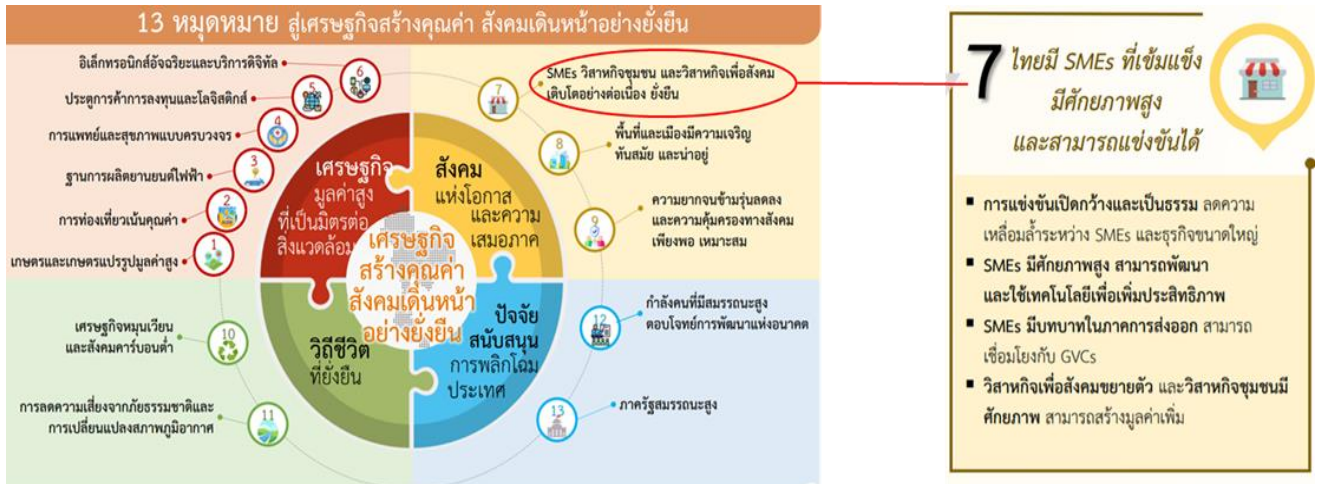 13 หมุดหมาย สู่เศรษฐกิจสร้างคุณค่า สังคมเดินหน้าอย่างยั่งยืน
6
อิเล็กทรอนิกส์อัจฉริยะและบริการดิจิทัล
5
ประตูการค้าการลงทุนและโลจิสติกส์
4
การแพทย์และสุขภาพแบบครบวงจร
3
ฐานการผลิตยานยนต์ไฟฟ้า
2
การท่องเที่ยวเน้นคุณค่า
1
เกษตรและเกษตรแปรรูปมูลค่าสูง
เศรษฐกิจ
มูลค่าสูง
ที่เป็นมิตรต่อ
สิ่งแวดล้อม
สังคม
แห่งโอกาส
และความ
เสมอภาค
7
SMEs วิสาหกิจชุมชน และวิสาหกิจเพื่อสังคม
เติบโตอย่างต่อเนื่อง ยั่งยืน
8
พื้นที่และเมืองมีความเจริญ
ทันสมัย และน่าอยู่
9
ความยากจนข้ามรุ่นลดลง
และความคุ้มครองทางสังคม
เพียงพอ เหมาะสม
เศรษฐกิจ
สร้างคุณค่า
สังคมเดินหน้า
อย่างยั่งยืน
10
เศรษฐกิจหมุนเวียน
และสังคมคาร์บอนต่ำ
11
การลดความเสี่ยงจากภัยธรรมชาติและ
การเปลี่ยนแปลงสภาพภูมิอากาศ
วิถีชีวิต
ที่ยั่งยืน
ปัจจัย
สนับสนุน
การพลิกโฉม
ประเทศ
12
กำลังคนที่มีสมรรถนะสูง
ตอบโจทย์การพัฒนาแห่งอนาคต
13
ภาครัฐสมรรถนะสูง
7
ไทยมี SMEs ที่เข้มแข็ง
มีศักยภาพสูง
และสามารถแข่งขันได้
▪ การแข่งขันเปิดกว้างและเป็นธรรม ลดความ
เหลื่อมล้ำระหว่าง SMEs และธุรกิจขนาดใหญ่
▪ SMEs มีศักยภาพสูง สามารถพัฒนา
และใช้เทคโนโลยีเพื่อเพิ่มประสิทธิภาพ
▪ SMEs มีบทบาทในภาคการส่งออก สามารถ
เชื่อมโยงกับ GVCs
▪ วิสาหกิจเพื่อสังคมขยายตัว และวิสาหกิจชุมชนมี
ศักยภาพ สามารถสร้างมูลค่าเพิ่ม